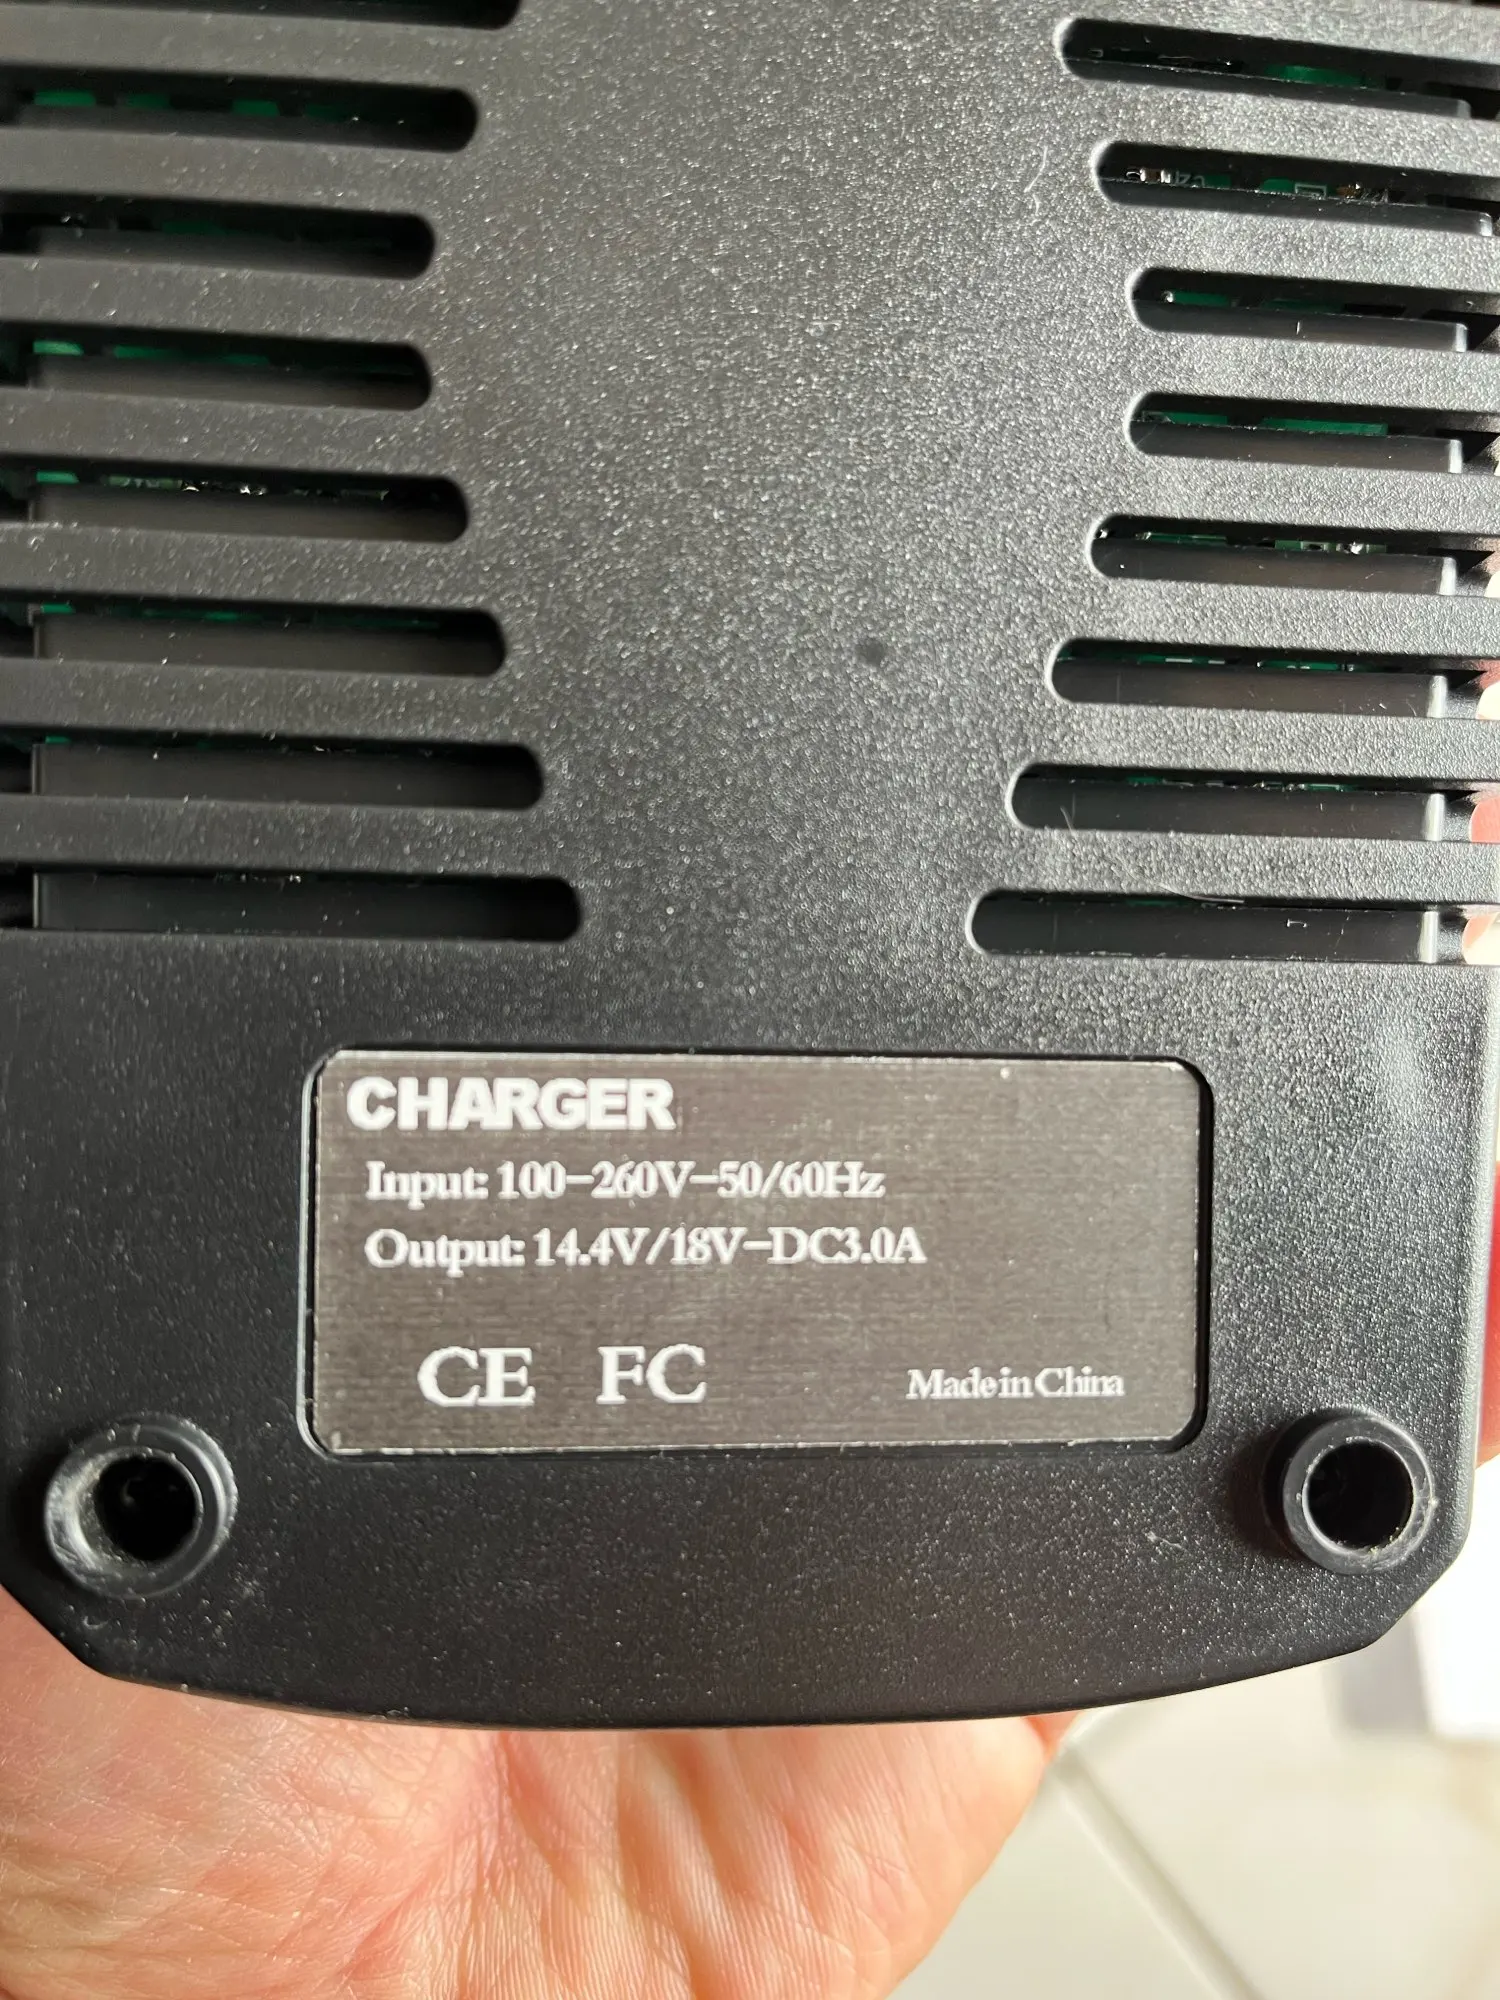 CHARGER
Input: 100-260V-50/60Hz
Output: 14.4V/18V-DC3.0A
CE FC Made in China